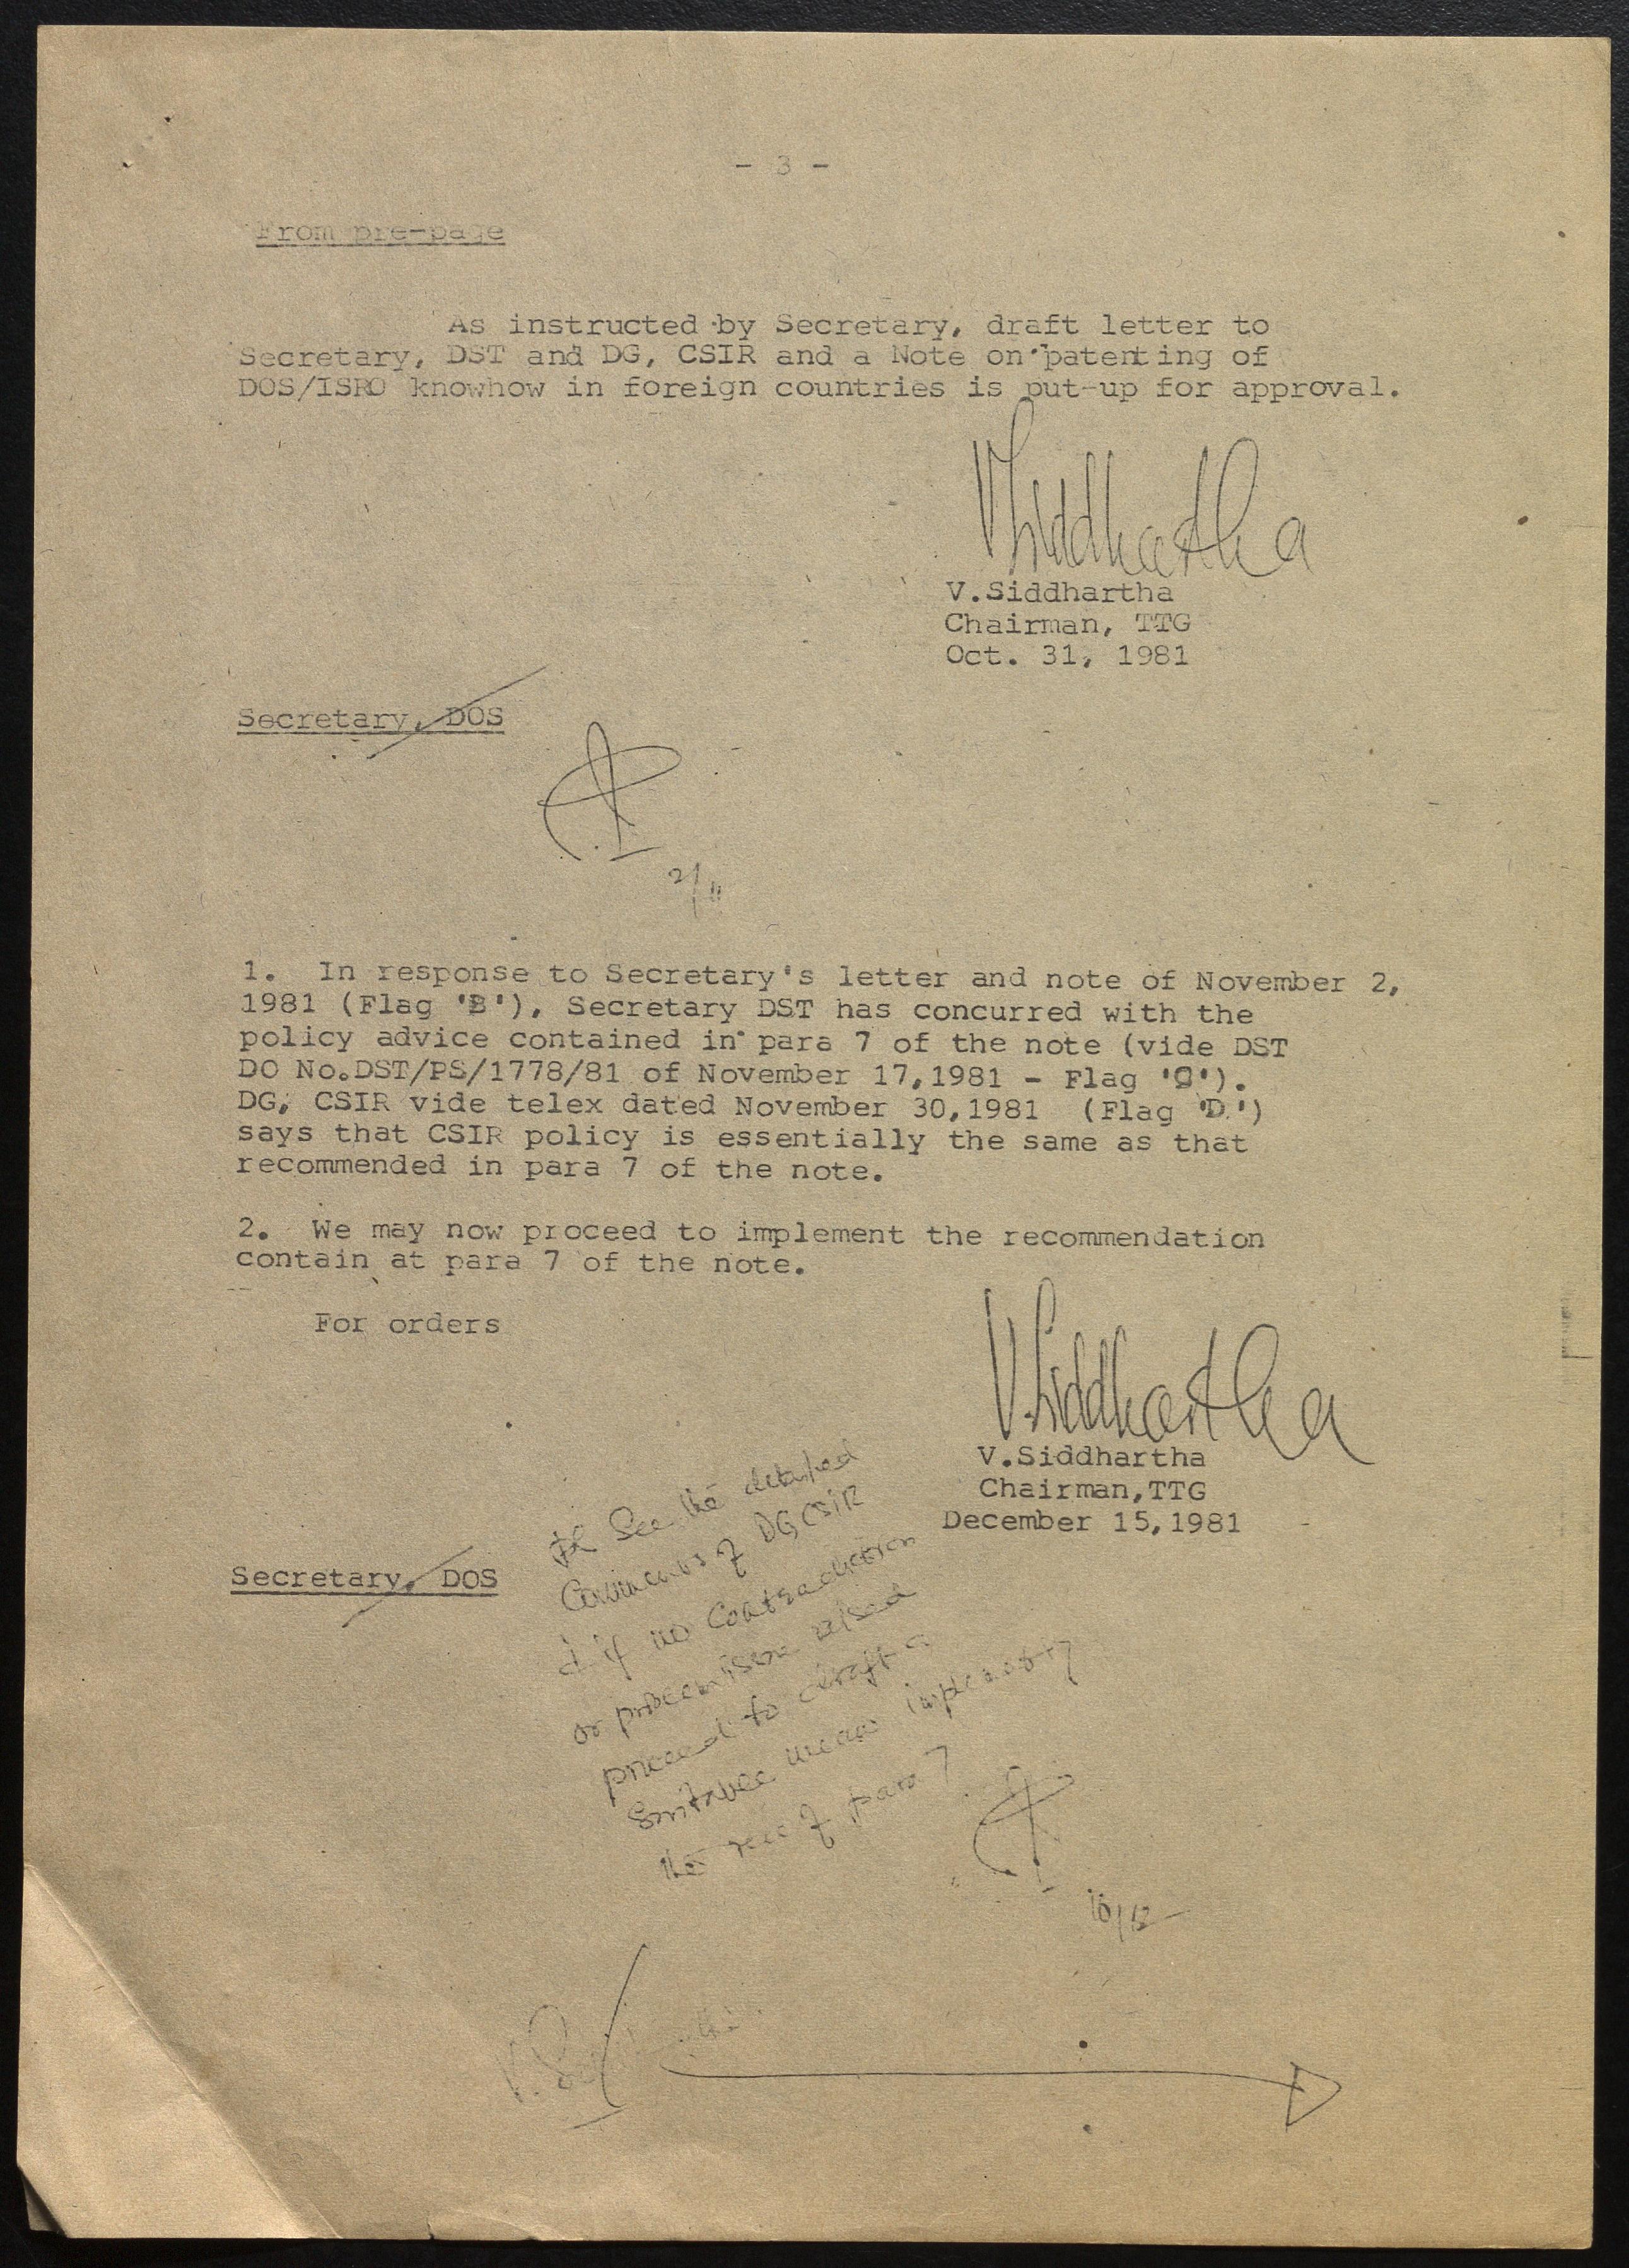 - 3 -
From pre-page
As instructed by Secretary, draft letter to
Secretary, DST and DG, CSIR and a Note on patenting of
DOS/ISRO knowhow in foreign countries is put-up for approval.
VSiddhartha
V.Siddhartha
Chairman, TTG
Oct. 31, 1981
Secretary, DOS
2/11
1. In response to Secretary's letter and note of November 2,
1981 (Flag 'B'), Secretary DST has concurred with the
policy advice contained in para 7 of the note (vide DST
DO No.DST/PS/1778/81 of November 17,1981 - Flag 'C').
DG, CSIR vide telex dated November 30,1981 (Flag 'D')
says that CSIR policy is essentially the same as that
recommended in para 7 of the note.
2. We may now proceed to implement the recommendation
contain at para 7 of the note.
For orders
V.Siddhartha
V.Siddhartha
Chairman,TTG
December 15,1981
Secretary, DOS
Pl See the detailed
Comments of DG CSIR
& if no Contradiction
or raised
proceed to draft a
Suitable implementing
the rec of para 7